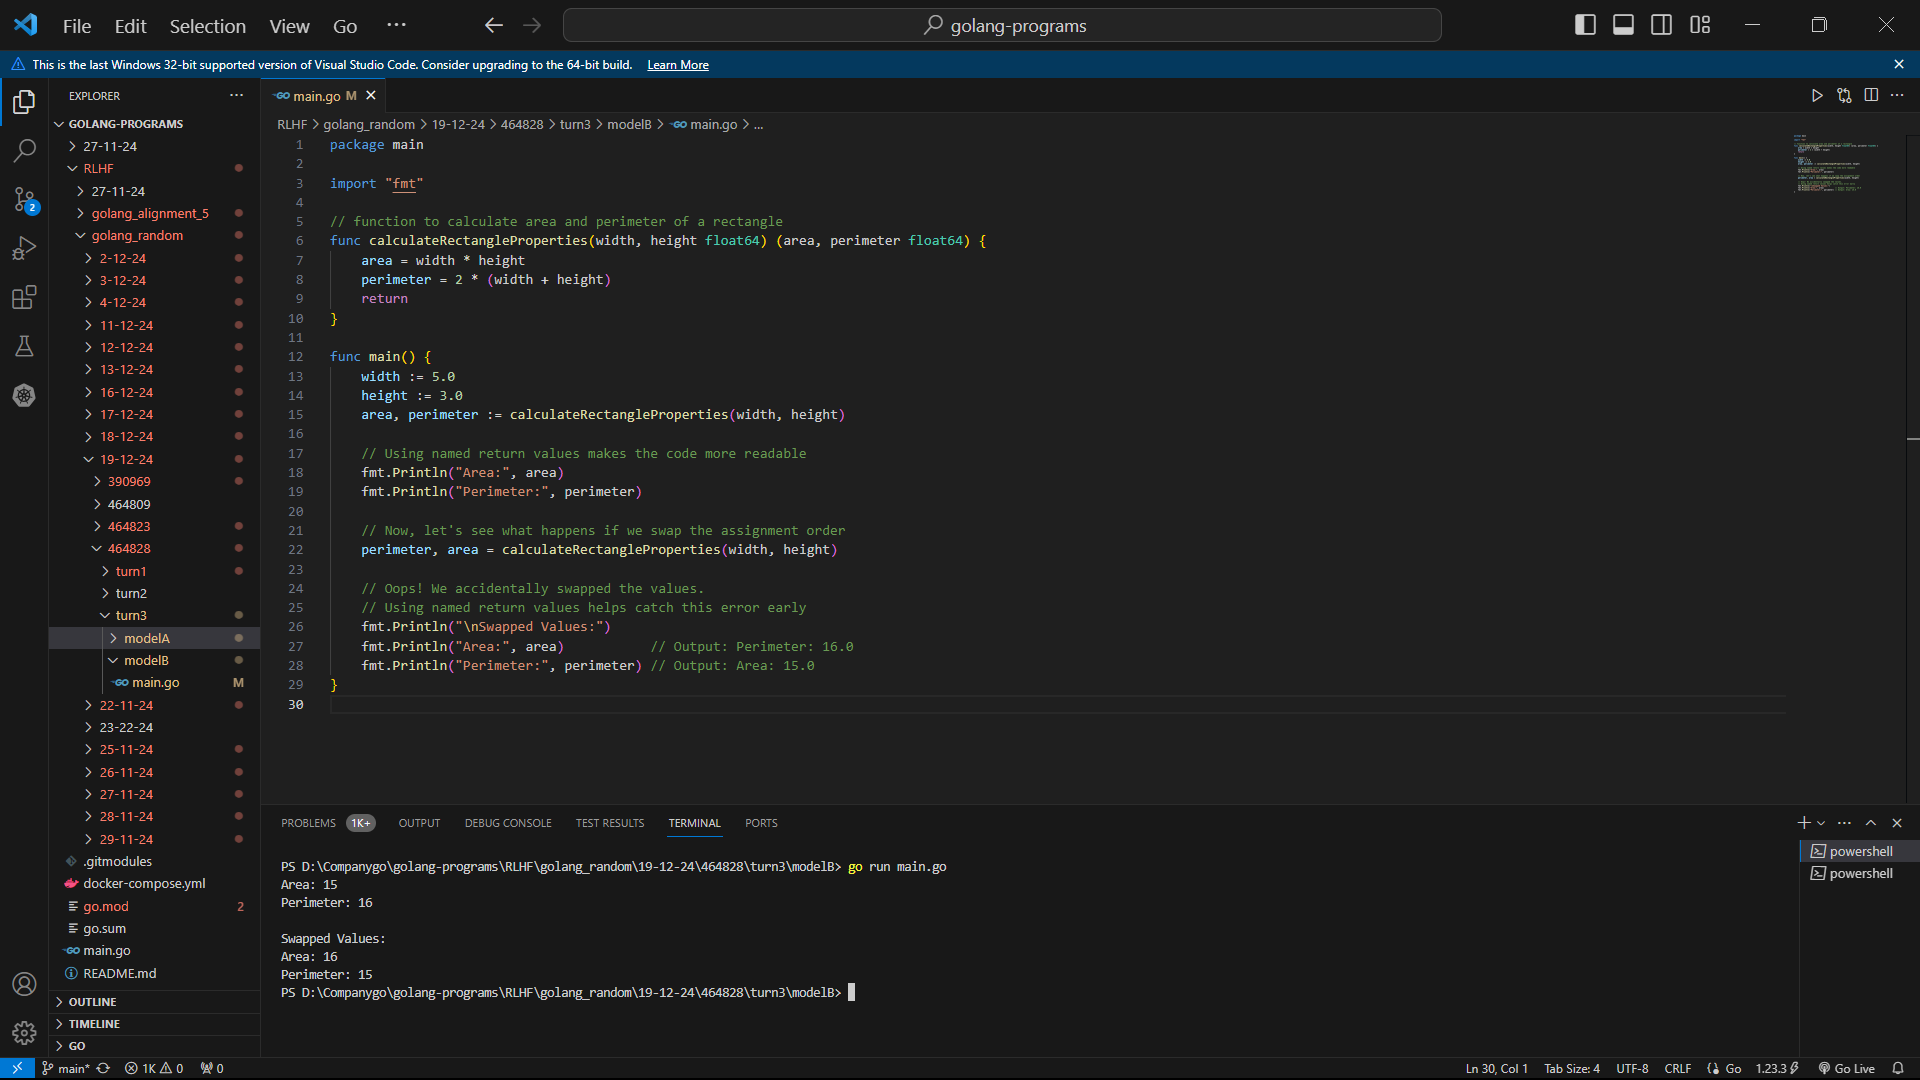 File Edit Selection View Go ···
golang-programs
This is the last Windows 32-bit supported version of Visual Studio Code. Consider upgrading to the 64-bit build. Learn More
EXPLORER
GOLANG-PROGRAMS
27-11-24
RLHF
27-11-24
golang_alignment_5
golang_random
2-12-24
3-12-24
4-12-24
11-12-24
12-12-24
13-12-24
16-12-24
17-12-24
18-12-24
19-12-24
390969
464809
464823
464828
turn1
turn2
turn3
modelA
modelB
main.go M
22-11-24
23-22-24
25-11-24
26-11-24
27-11-24
28-11-24
29-11-24
.gitmodules
docker-compose.yml
go.mod 2
go.sum
main.go
README.md
OUTLINE
TIMELINE
GO
2
main.go M
RLHF > golang_random > 19-12-24 > 464828 > turn3 > modelB > main.go > ...
1 package main
2
3 import "fmt"
4
5 // function to calculate area and perimeter of a rectangle
6 func calculateRectangleProperties(width, height float64) (area, perimeter float64) {
7     area = width * height
8     perimeter = 2 * (width + height)
9     return
10 }
11
12 func main() {
13     width := 5.0
14     height := 3.0
15     area, perimeter := calculateRectangleProperties(width, height)
16
17     // Using named return values makes the code more readable
18     fmt.Println("Area:", area)
19     fmt.Println("Perimeter:", perimeter)
20
21     // Now, let's see what happens if we swap the assignment order
22     perimeter, area = calculateRectangleProperties(width, height)
23
24     // Oops! We accidentally swapped the values.
25     // Using named return values helps catch this error early
26     fmt.Println("\nSwapped Values:")
27     fmt.Println("Area:", area)           // Output: Perimeter: 16.0
28     fmt.Println("Perimeter:", perimeter) // Output: Area: 15.0
29 }
30
PROBLEMS 1K+ OUTPUT DEBUG CONSOLE TEST RESULTS TERMINAL PORTS
PS D:\Companygo\golang-programs\RLHF\golang_random\19-12-24\464828\turn3\modelB> go run main.go
Area: 15
Perimeter: 16
Swapped Values:
Area: 16
Perimeter: 15
PS D:\Companygo\golang-programs\RLHF\golang_random\19-12-24\464828\turn3\modelB>
powershell
powershell
main* 1K 0 0 Ln 30, Col 1 Tab Size: 4 UTF-8 CRLF Go 1.23.3 Go Live